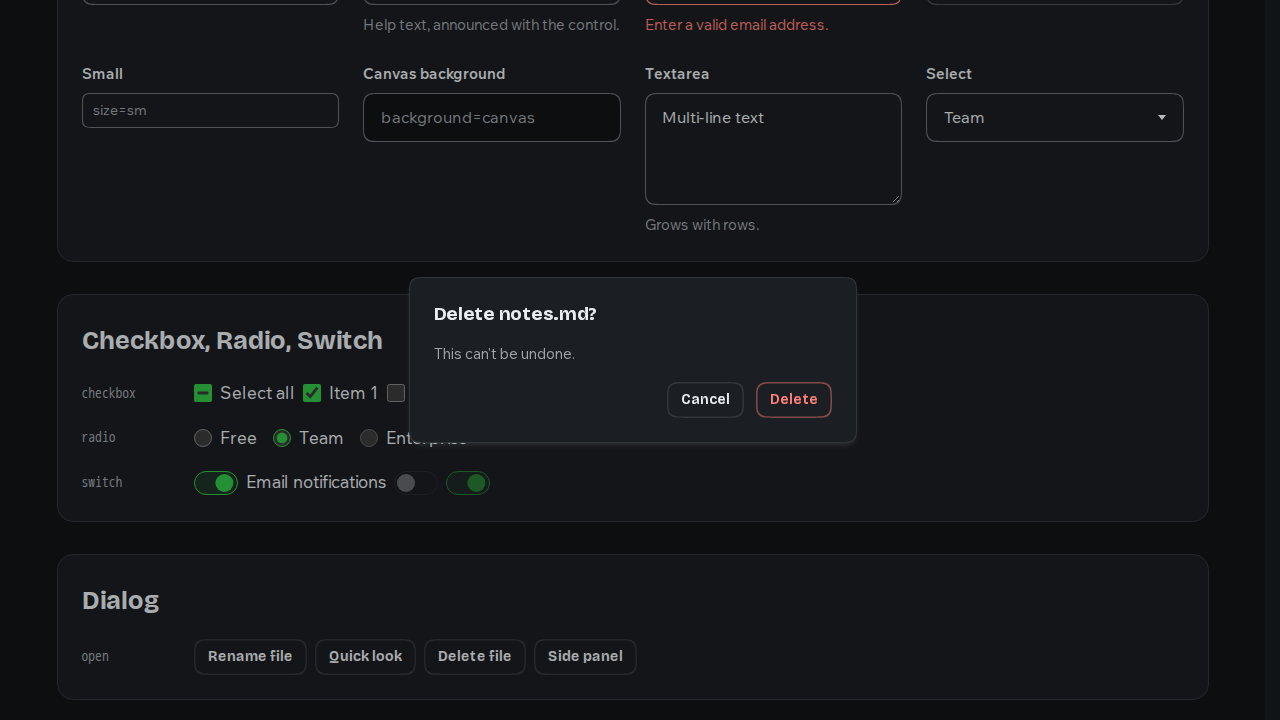 Help text, announced with the control.
Enter a valid email address.
Small
Canvas background
Textarea
Select
size=sm
background=canvas
Multi-line text
Team
Grows with rows.
Delete notes.md?
This can't be undone.
Cancel
Delete
Checkbox, Radio, Switch
checkbox
Select all
Item 1
radio
Free
Team
switch
Email notifications
Dialog
open
Rename file
Quick look
Delete file
Side panel